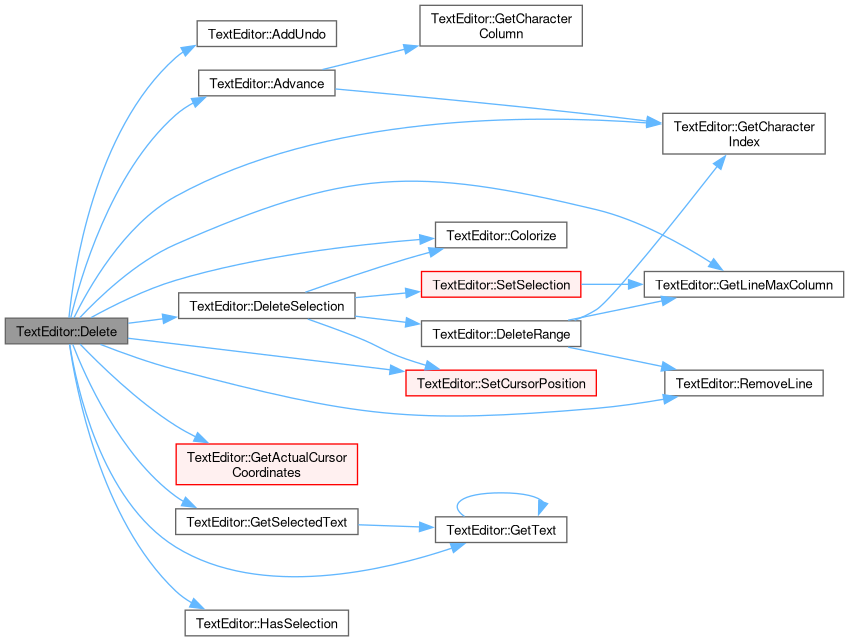 TextEditor::AddUndo
TextEditor::GetCharacter
Column
TextEditor::Advance
TextEditor::GetCharacter
Index
TextEditor::Colorize
TextEditor::SetSelection
TextEditor::GetLineMaxColumn
TextEditor::DeleteSelection
TextEditor::Delete
TextEditor::DeleteRange
TextEditor::SetCursorPosition
TextEditor::RemoveLine
TextEditor::GetActualCursor
Coordinates
TextEditor::GetSelectedText
TextEditor::GetText
TextEditor::HasSelection